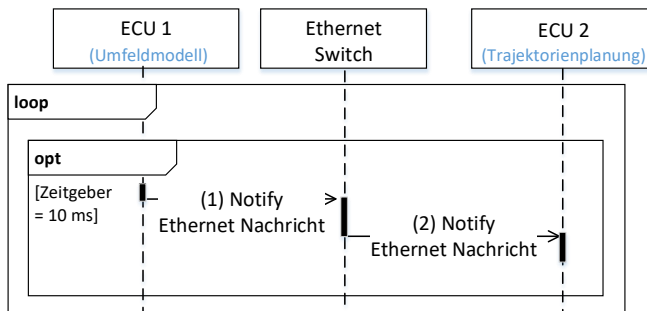 ECU 1
(Umfeldmodell)
Ethernet
Switch
ECU 2
(Trajektorienplanung)
loop
opt
[Zeitgeber
= 10 ms]
(1) Notify
Ethernet Nachricht
(2) Notify
Ethernet Nachricht